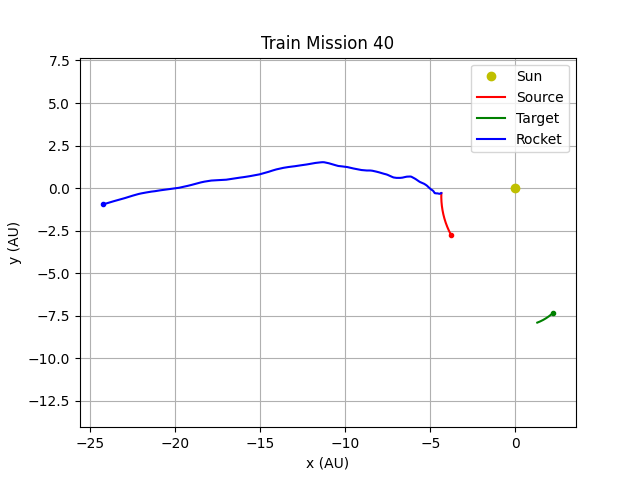 Train Mission 40
Sun
Source
Target
Rocket
7.5
5.0
2.5
0.0
−2.5
−5.0
−7.5
−10.0
−12.5
y (AU)
−25 −20 −15 −10 −5 0
x (AU)